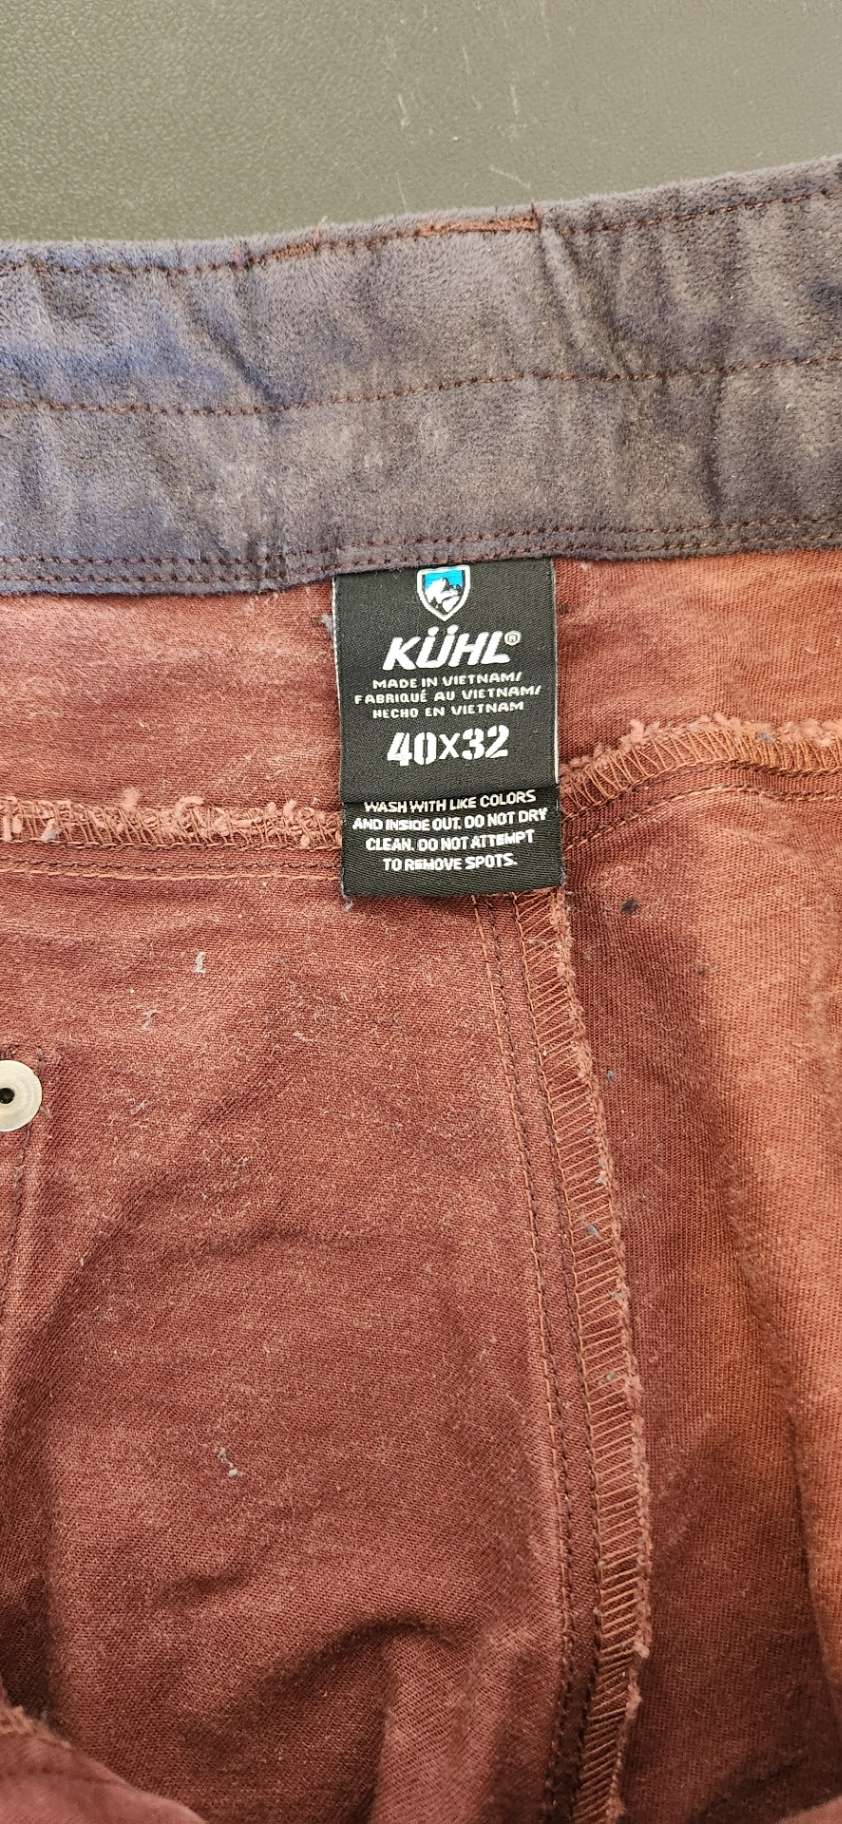 KÜHL®
MADE IN VIETNAM/
FABRIQUÉ AU VIETNAM/
HECHO EN VIETNAM
40X32
WASH WITH LIKE COLORS
AND INSIDE OUT. DO NOT DRY
CLEAN. DO NOT ATTEMPT
TO REMOVE SPOTS.